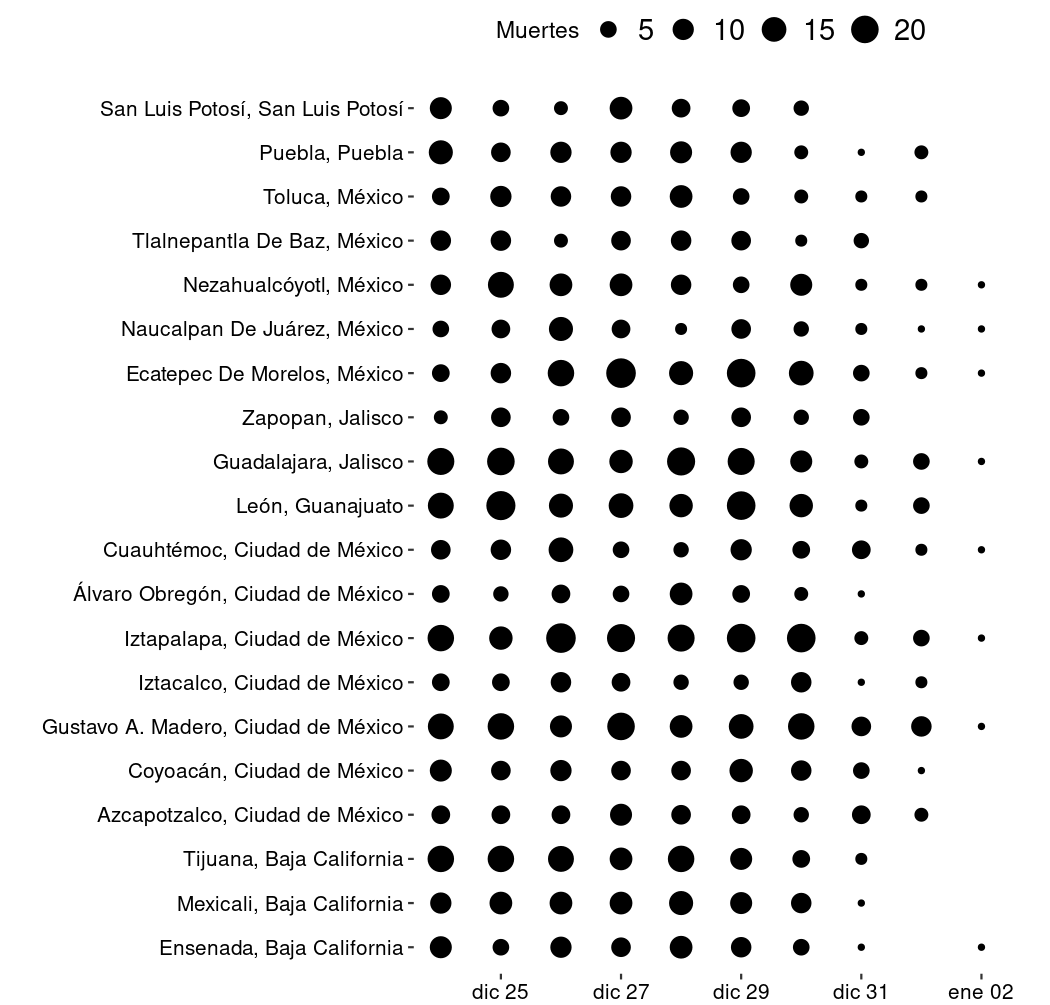 Muertes 5 10 15 20
San Luis Potosí, San Luis Potosí
Puebla, Puebla
Toluca, México
Tlalnepantla De Baz, México
Nezahualcóyotl, México
Naucalpan De Juárez, México
Ecatepec De Morelos, México
Zapopan, Jalisco
Guadalajara, Jalisco
León, Guanajuato
Cuauhtémoc, Ciudad de México
Álvaro Obregón, Ciudad de México
Iztapalapa, Ciudad de México
Iztacalco, Ciudad de México
Gustavo A. Madero, Ciudad de México
Coyoacán, Ciudad de México
Azcapotzalco, Ciudad de México
Tijuana, Baja California
Mexicali, Baja California
Ensenada, Baja California
dic 25 dic 27 dic 29 dic 31 ene 02